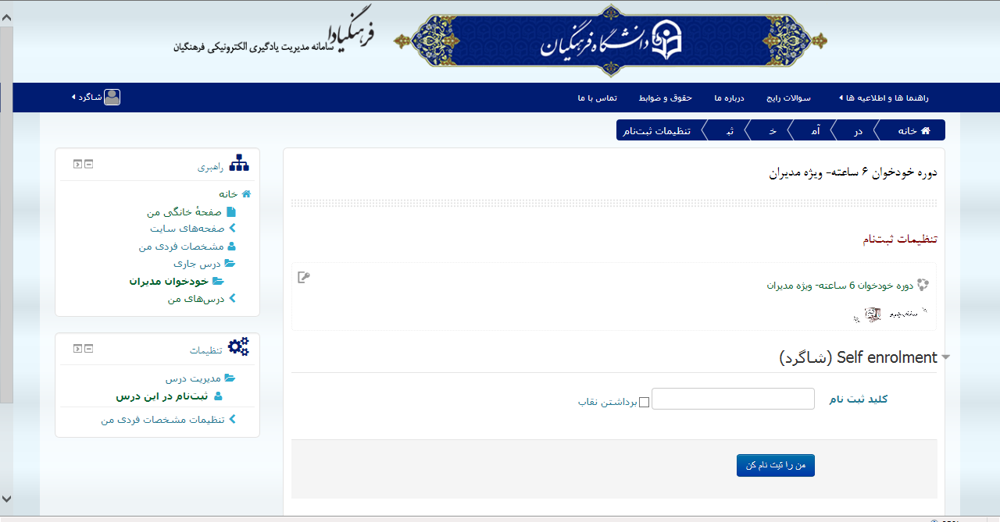 دانشگاه فرهنگیان
فرهنگیادا
سامانه مدیریت یادگیری الکترونیکی فرهنگیان
راهنما ها و اطلاعیه ها
سوالات رایج
درباره ما
حقوق و ضوابط
تماس با ما
شاگرد
خانه
در
آم
خ
ثب
تنظیمات ثبت‌نام
دوره خودخوان ۶ ساعته- ویژه مدیران
تنظیمات ثبت‌نام
دوره خودخوان 6 ساعته- ویژه مدیران
Self enrolment (شاگرد)
کلید ثبت نام
برداشتن نقاب
من را ثبت نام کن
راهبری
خانه
صفحهٔ خانگی من
صفحه‌های سایت
مشخصات فردی من
درس جاری
خودخوان مدیران
درس‌های من
تنظیمات
مدیریت درس
ثبت‌نام در این درس
تنظیمات مشخصات فردی من